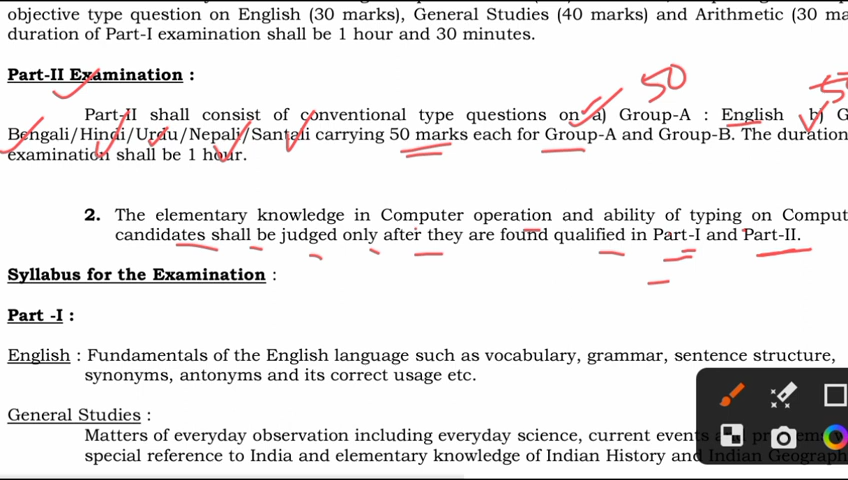 objective type question on English (30 marks), General Studies (40 marks) and Arithmetic (30 ma
duration of Part-I examination shall be 1 hour and 30 minutes.
Part-II Examination :
50
Part-II shall consist of conventional type questions on a) Group-A : English b) G
Bengali/Hindi/Urdu/Nepali/Santali carrying 50 marks each for Group-A and Group-B. The duration
examination shall be 1 hour.
2. The elementary knowledge in Computer operation and ability of typing on Comput
candidates shall be judged only after they are found qualified in Part-I and Part-II.
Syllabus for the Examination :
Part -I :
English : Fundamentals of the English language such as vocabulary, grammar, sentence structure,
synonyms, antonyms and its correct usage etc.
General Studies :
Matters of everyday observation including everyday science, current events
special reference to India and elementary knowledge of Indian History and Indian Geograph